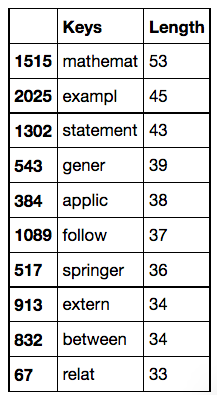 Keys Length
1515 mathemat 53
2025 exampl 45
1302 statement 43
543 gener 39
384 applic 38
1089 follow 37
517 springer 36
913 extern 34
832 between 34
67 relat 33